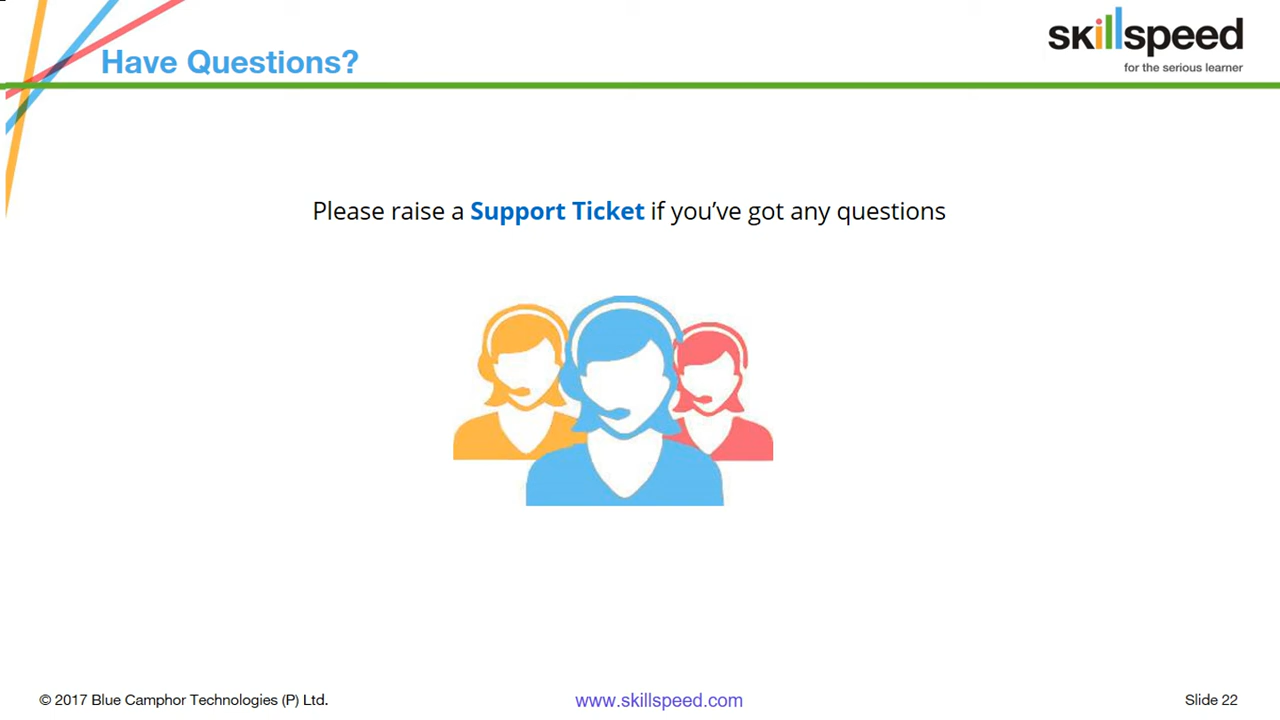 Have Questions?
skillspeed
for the serious learner
Please raise a Support Ticket if you’ve got any questions
© 2017 Blue Camphor Technologies (P) Ltd.
www.skillspeed.com
Slide 22